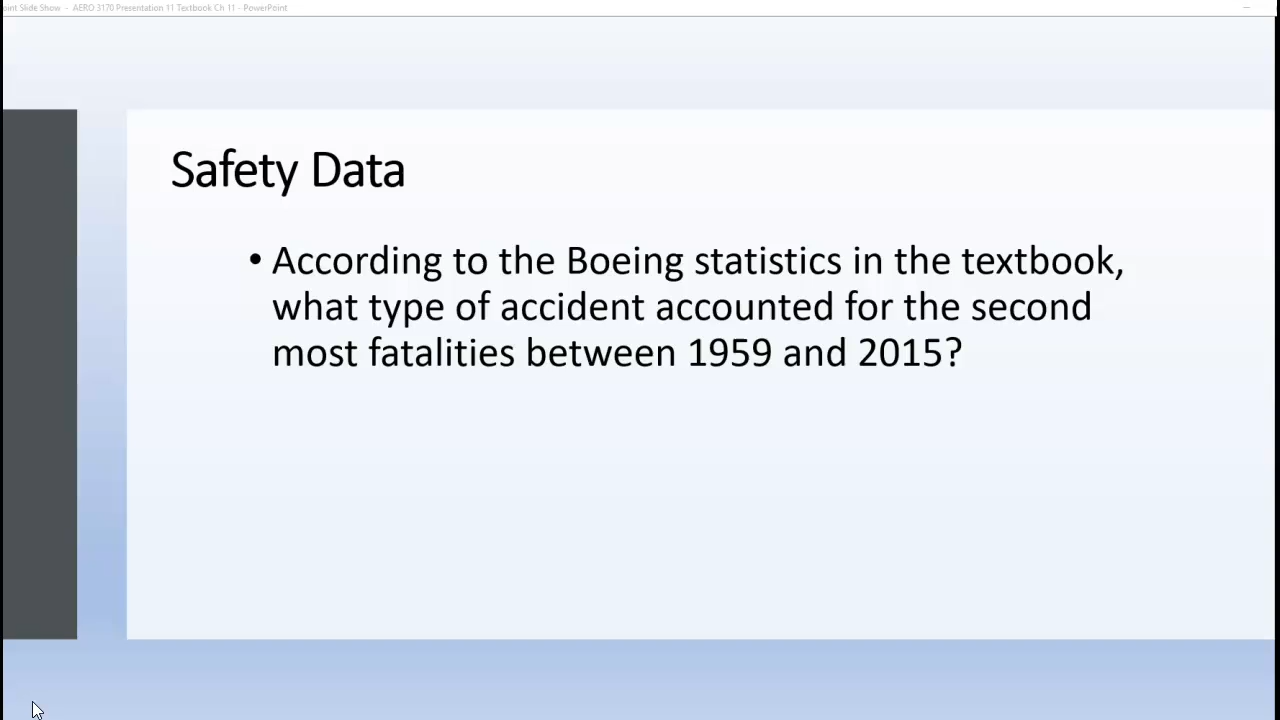 oint Slide Show - AERO 3170 Presentation 11 Textbook Ch 11 - PowerPoint
Safety Data
• According to the Boeing statistics in the textbook,
what type of accident accounted for the second
most fatalities between 1959 and 2015?